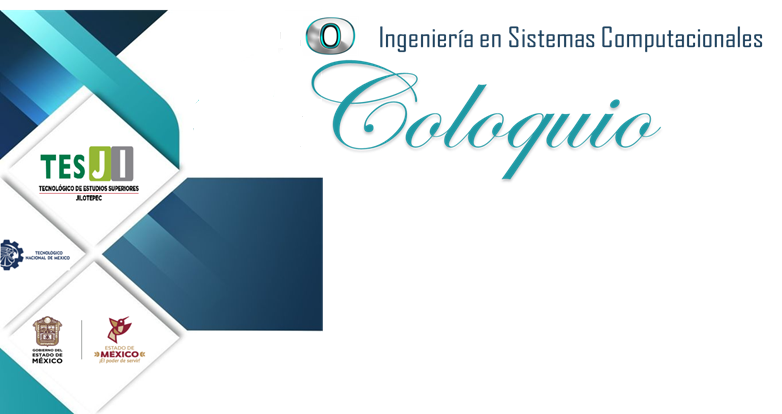 O
Ingeniería en Sistemas Computacionales
Coloquio
TESJI
TECNOLÓGICO DE ESTUDIOS SUPERIORES
JILOTEPEC
TECNOLÓGICO
NACIONAL DE MÉXICO
GOBIERNO DEL
ESTADO DE
MÉXICO
ESTADO DE
MÉXICO
¡El poder de servir!